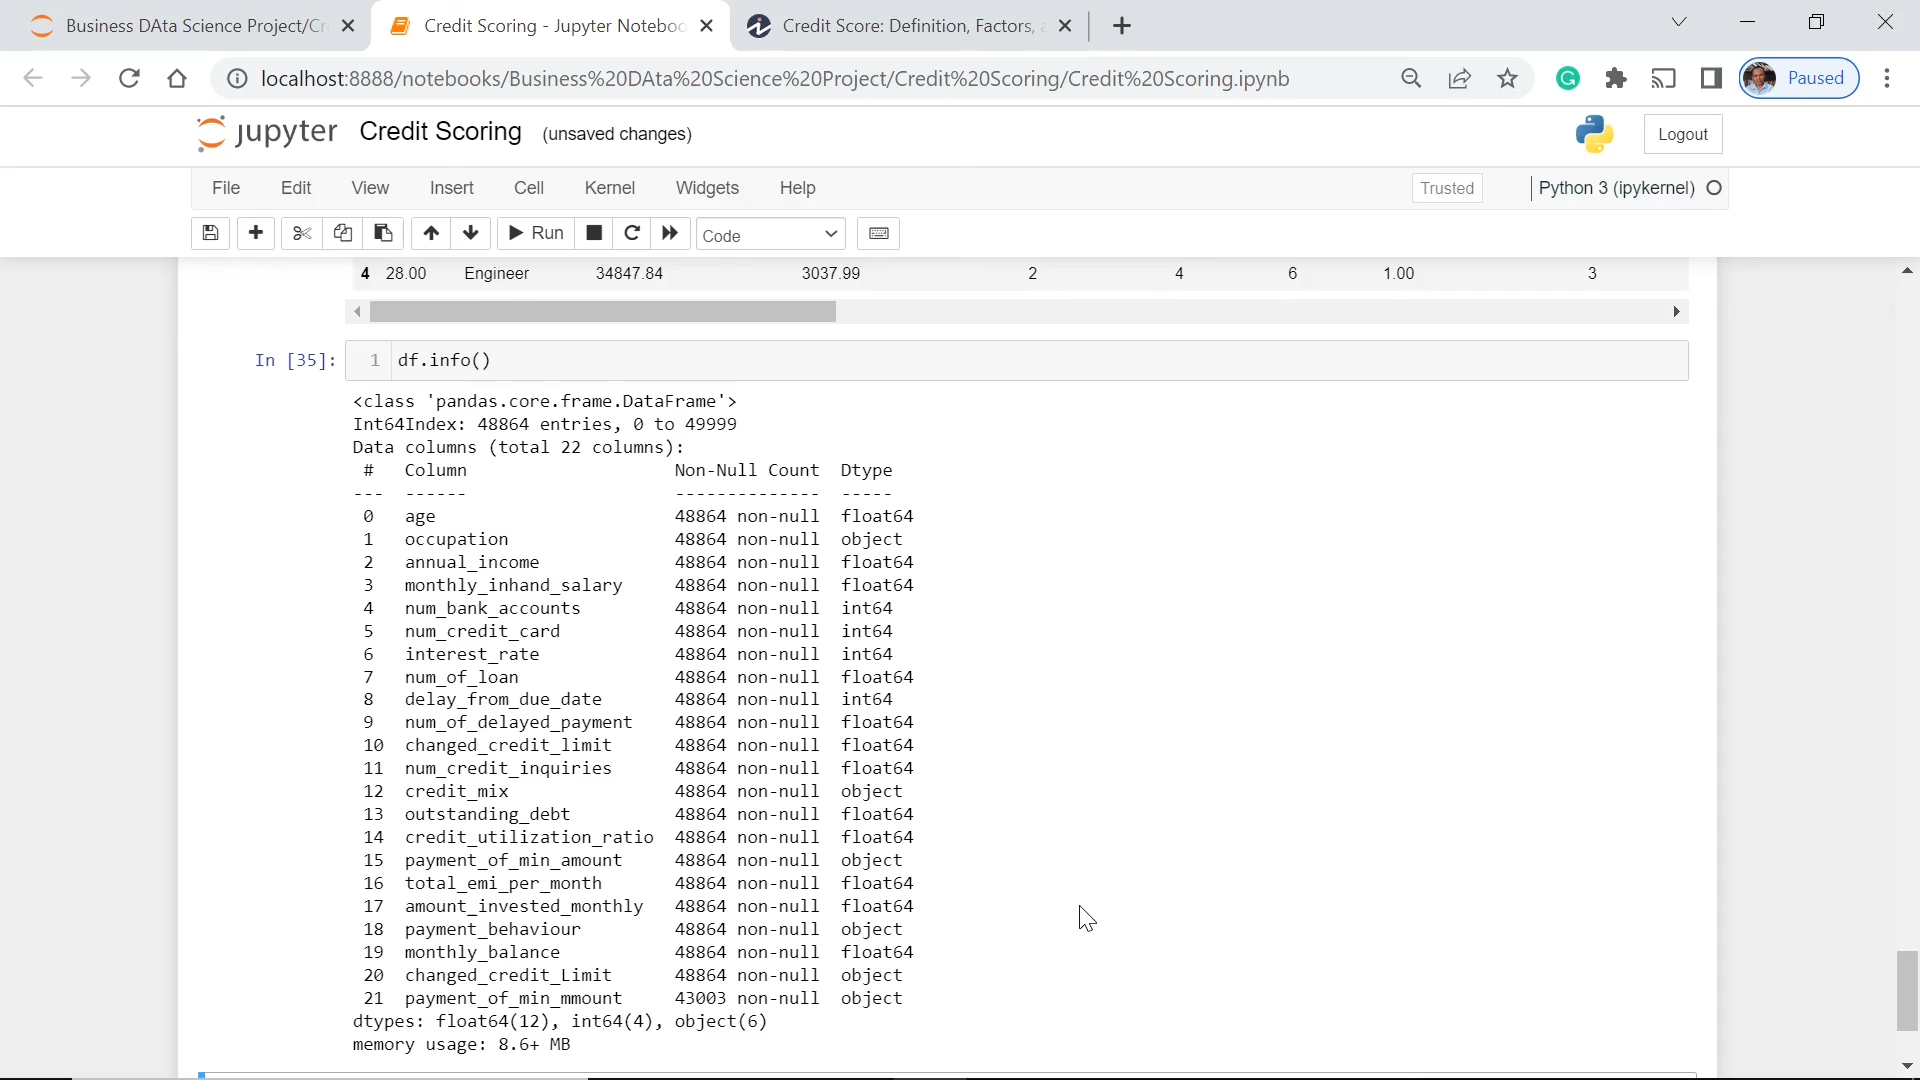 Business DAta Science Project/Cr
Credit Scoring - Jupyter Noteboo
Credit Score: Definition, Factors, a
localhost:8888/notebooks/Business%20DAta%20Science%20Project/Credit%20Scoring/Credit%20Scoring.ipynb
Paused
jupyter Credit Scoring (unsaved changes)
Logout
File Edit View Insert Cell Kernel Widgets Help
Trusted
Python 3 (ipykernel)
Run
Code
4 28.00 Engineer 34847.84 3037.99 2 4 6 1.00 3
In [35]: 1 df.info()
<class 'pandas.core.frame.DataFrame'>
Int64Index: 48864 entries, 0 to 49999
Data columns (total 22 columns):
# Column Non-Null Count Dtype
--- ------ -------------- -----
0 age 48864 non-null float64
1 occupation 48864 non-null object
2 annual_income 48864 non-null float64
3 monthly_inhand_salary 48864 non-null float64
4 num_bank_accounts 48864 non-null int64
5 num_credit_card 48864 non-null int64
6 interest_rate 48864 non-null int64
7 num_of_loan 48864 non-null float64
8 delay_from_due_date 48864 non-null int64
9 num_of_delayed_payment 48864 non-null float64
10 changed_credit_limit 48864 non-null float64
11 num_credit_inquiries 48864 non-null float64
12 credit_mix 48864 non-null object
13 outstanding_debt 48864 non-null float64
14 credit_utilization_ratio 48864 non-null float64
15 payment_of_min_amount 48864 non-null object
16 total_emi_per_month 48864 non-null float64
17 amount_invested_monthly 48864 non-null float64
18 payment_behaviour 48864 non-null object
19 monthly_balance 48864 non-null float64
20 changed_credit_Limit 48864 non-null object
21 payment_of_min_mmount 43003 non-null object
dtypes: float64(12), int64(4), object(6)
memory usage: 8.6+ MB